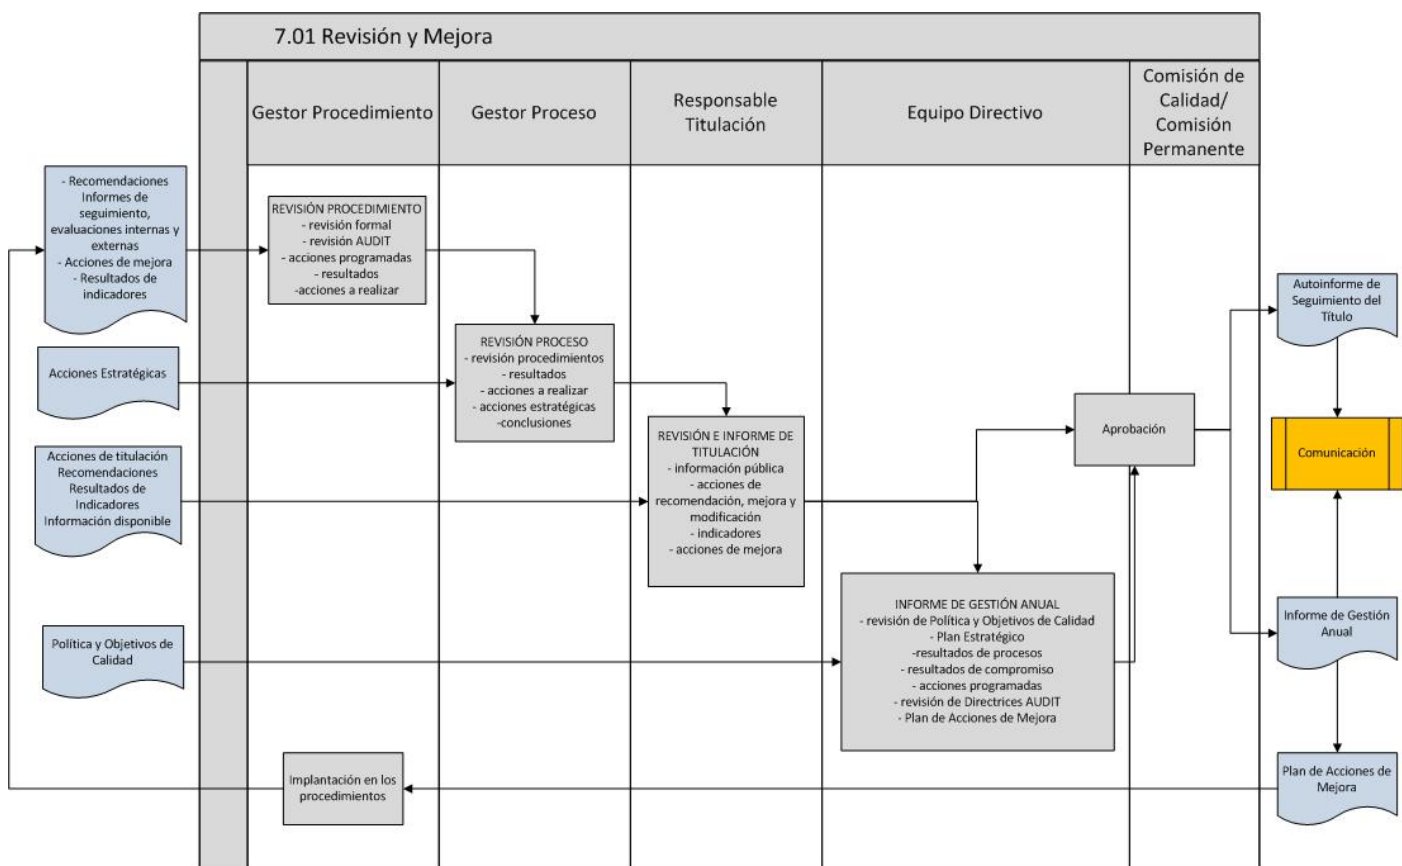 7.01 Revisión y Mejora
Gestor Procedimiento
Gestor Proceso
Responsable
Titulación
Equipo Directivo
Comisión de
Calidad/
Comisión
Permanente
- Recomendaciones
Informes de
seguimiento,
evaluaciones internas y
externas
- Acciones de mejora
- Resultados de
indicadores
REVISIÓN PROCEDIMIENTO
- revisión formal
- revisión AUDIT
- acciones programadas
- resultados
-acciones a realizar
Autoinforme de
Seguimiento del
Título
Acciones Estratégicas
REVISIÓN PROCESO
- revisión procedimientos
- resultados
- acciones a realizar
- acciones estratégicas
-conclusiones
Acciones de titulación
Recomendaciones
Resultados de
Indicadores
Información disponible
REVISIÓN E INFORME DE
TITULACIÓN
- información pública
- acciones de
recomendación, mejora y
modificación
- indicadores
- acciones de mejora
Aprobación
Comunicación
Política y Objetivos de
Calidad
INFORME DE GESTIÓN ANUAL
- revisión de Política y Objetivos de Calidad
- Plan Estratégico
-resultados de procesos
- resultados de compromiso
- acciones programadas
- revisión de Directrices AUDIT
- Plan de Acciones de Mejora
Informe de Gestión
Anual
Implantación en los
procedimientos
Plan de Acciones de
Mejora